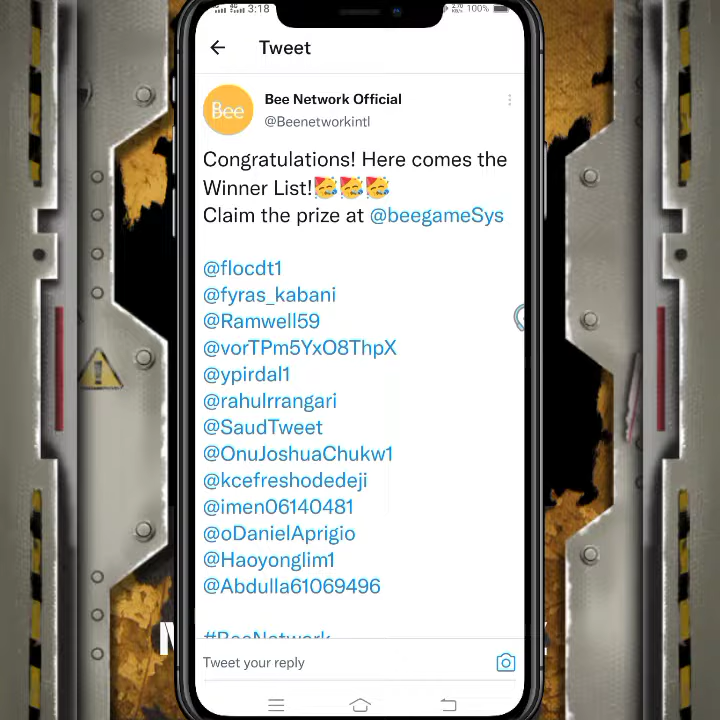 3:18 100%
Tweet
Bee
Bee Network Official
@Beenetworkintl
Congratulations! Here comes the
Winner List!🥳🥳🥳
Claim the prize at @beegameSys
@flocdt1
@fyras_kabani
@Ramwell59
@vorTPm5YxO8ThpX
@ypirdal1
@rahulrrangari
@SaudTweet
@OnuJoshuaChukw1
@kcefreshodedeji
@imen06140481
@oDanielAprigio
@Haoyonglim1
@Abdulla61069496
#BeeNetwork
Tweet your reply